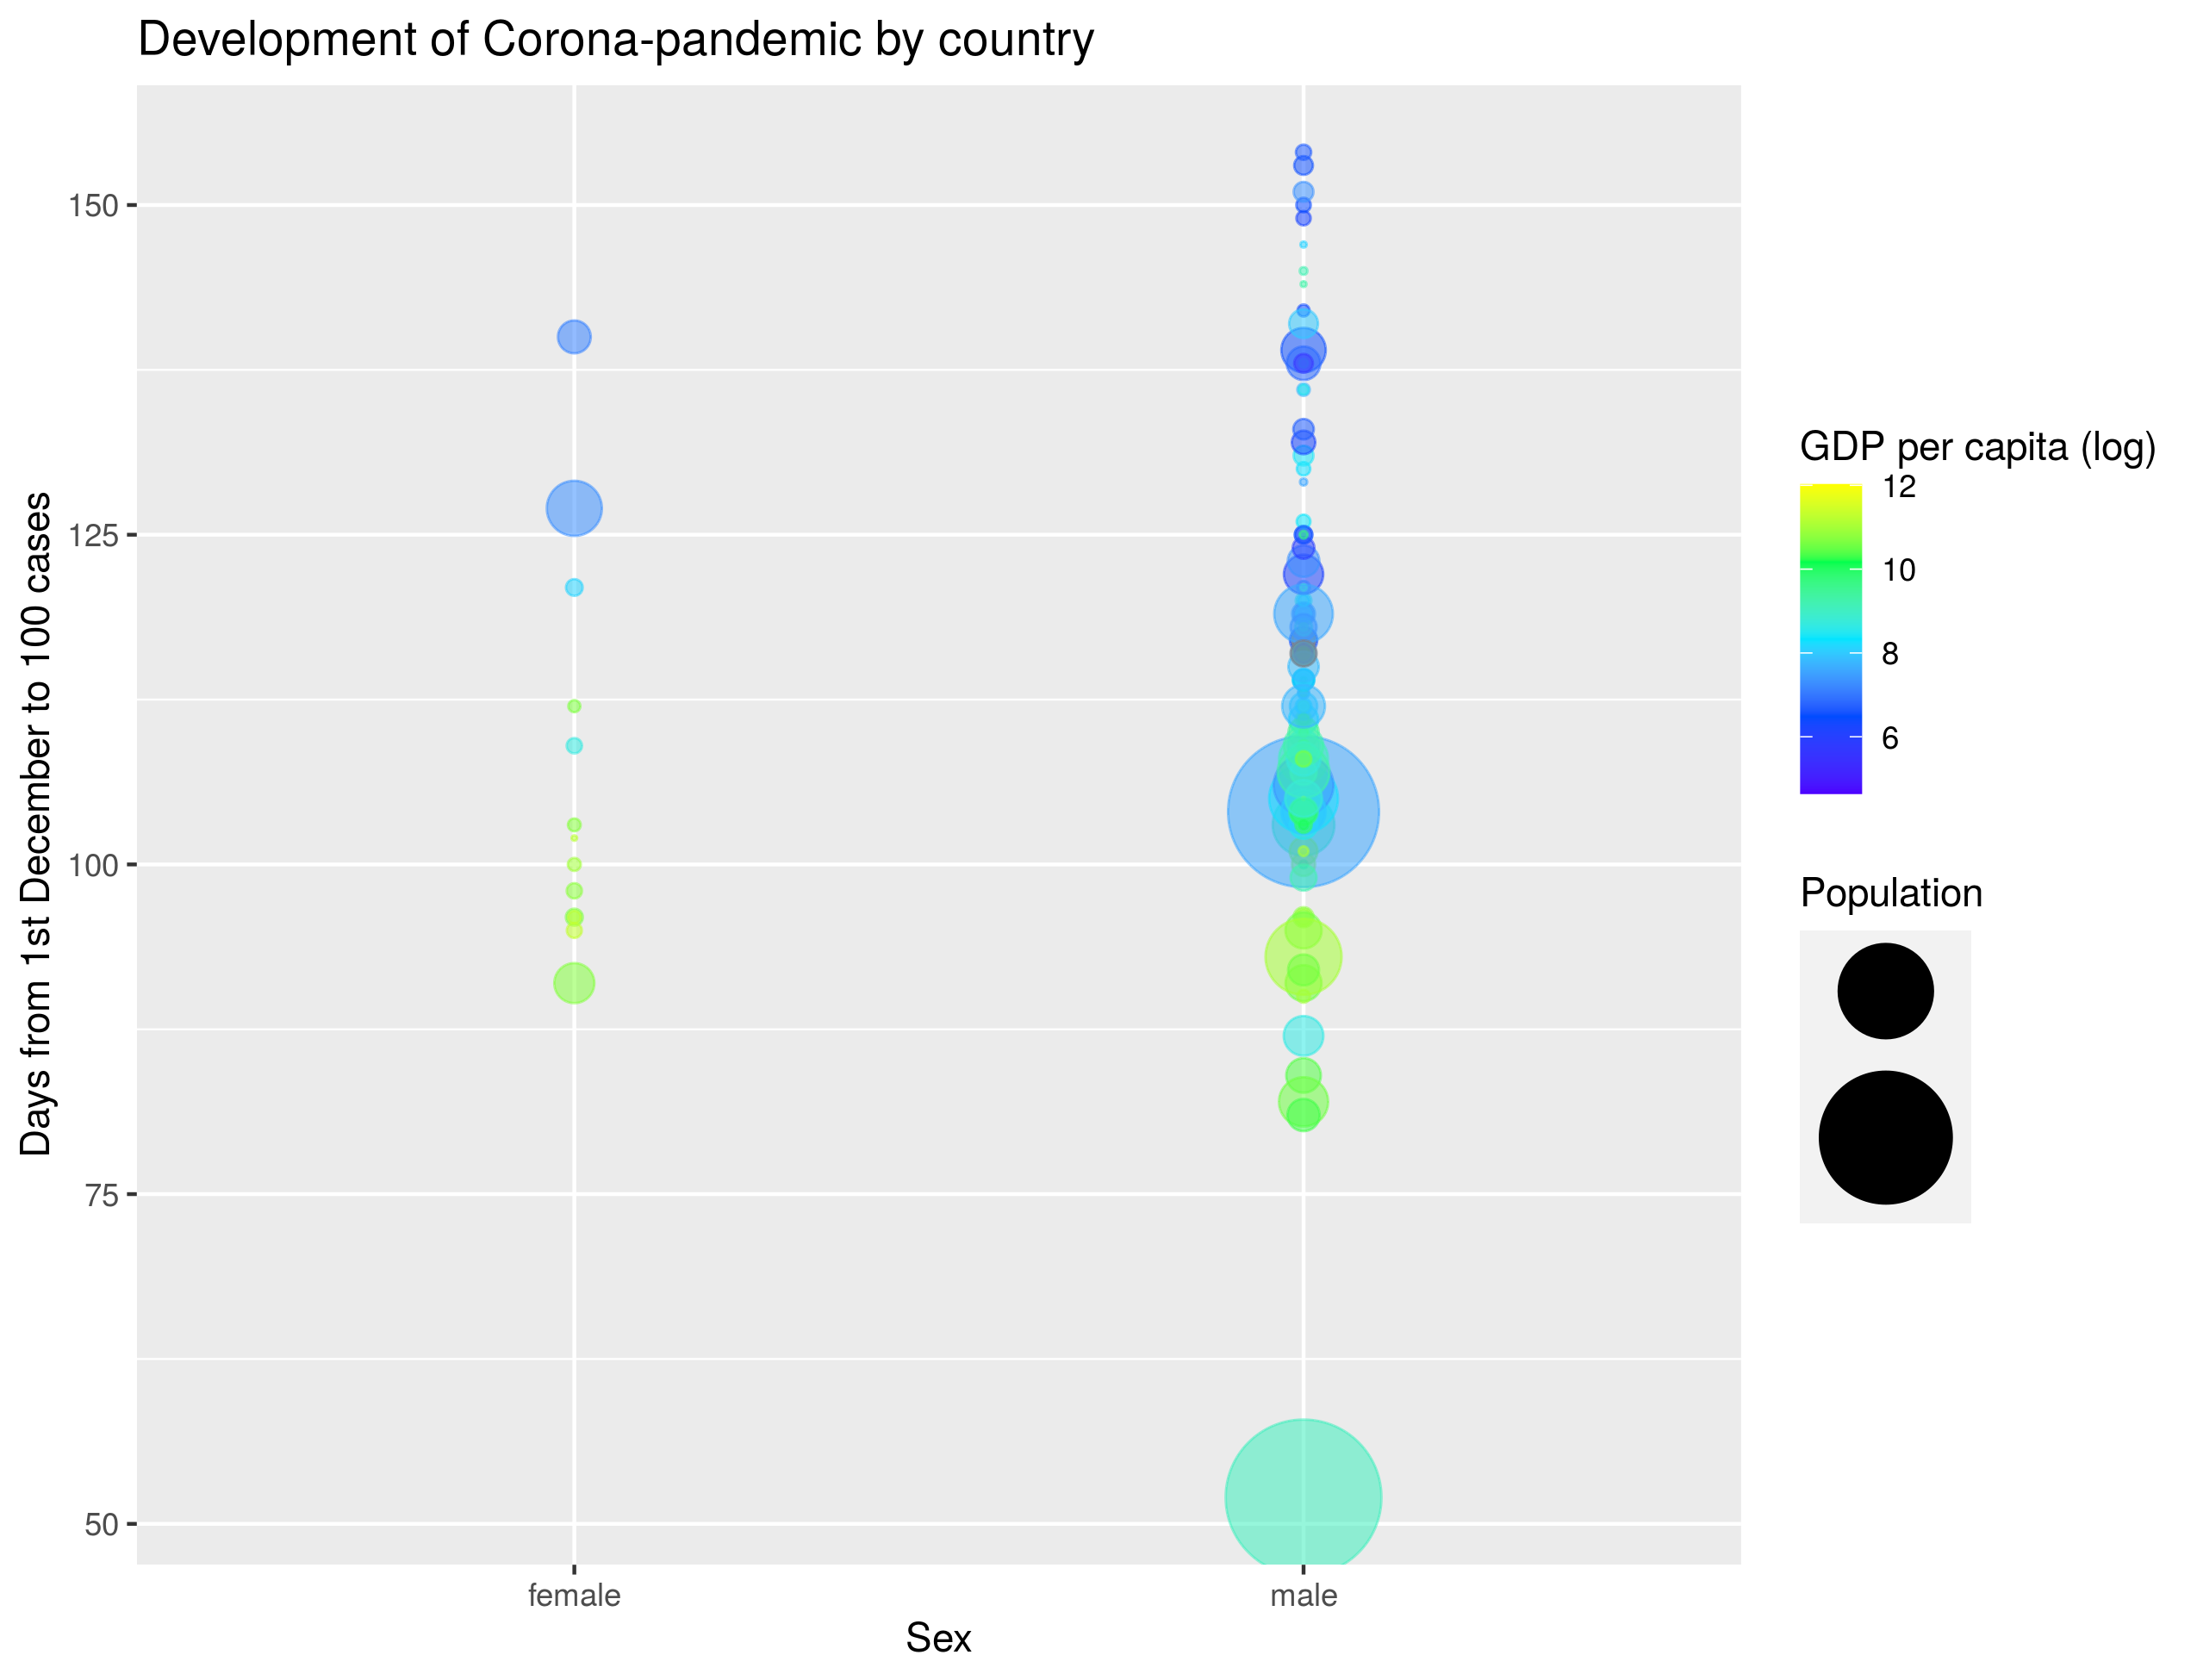 Development of Corona-pandemic by country
Days from 1st December to 100 cases
150
125
100
75
50
female
male
Sex
GDP per capita (log)
12
10
8
6
Population